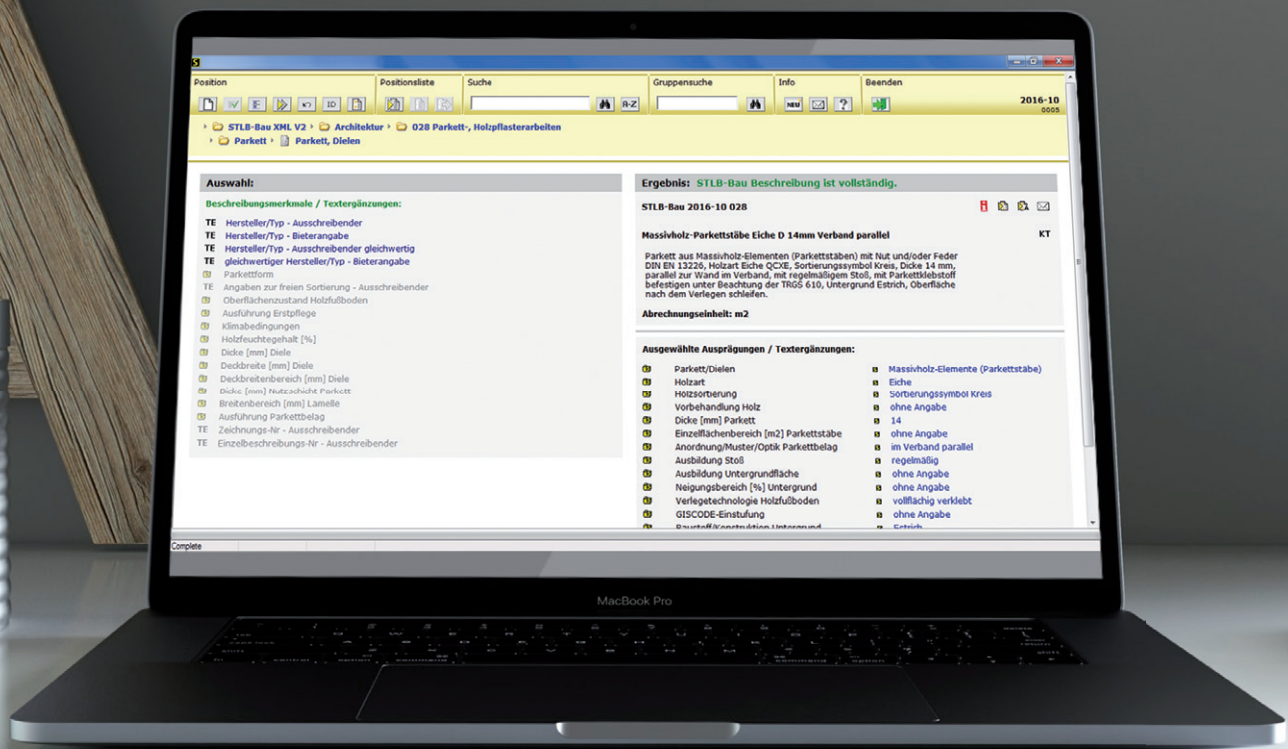 Position
Positionsliste
Suche
Gruppensuche
Info
Beenden
ID
A-Z
NEU
?
2016-10
0005
STLB-Bau XML V2 Architektur 028 Parkett-, Holzpflasterarbeiten
Parkett Parkett, Dielen
Auswahl:
Beschreibungsmerkmale / Textergänzungen:
TE Hersteller/Typ - Ausschreibender
TE Hersteller/Typ - Bieterangabe
TE Hersteller/Typ - Ausschreibender gleichwertig
TE gleichwertiger Hersteller/Typ - Bieterangabe
Parkettform
TE Angaben zur freien Sortierung - Ausschreibender
Oberflächenzustand Holzfußboden
Ausführung Erstpflege
Klimabedingungen
Holzfeuchtegehalt [%]
Dicke [mm] Diele
Deckbreite [mm] Diele
Deckbreitenbereich [mm] Diele
Dicke [mm] Nutzschicht Parkett
Breitenbereich [mm] Lamelle
Ausführung Parkettbelag
TE Zeichnungs-Nr - Ausschreibender
TE Einzelbeschreibungs-Nr - Ausschreibender
Ergebnis: STLB-Bau Beschreibung ist vollständig.
STLB-Bau 2016-10 028
Massivholz-Parkettstäbe Eiche D 14mm Verband parallel KT
Parkett aus Massivholz-Elementen (Parkettstäben) mit Nut und/oder Feder
DIN EN 13226, Holzart Eiche QCXE, Sortierungssymbol Kreis, Dicke 14 mm,
parallel zur Wand im Verband, mit regelmäßigem Stoß, mit Parkettklebstoff
befestigen unter Beachtung der TRGS 610, Untergrund Estrich, Oberfläche
nach dem Verlegen schleifen.
Abrechnungseinheit: m2
Ausgewählte Ausprägungen / Textergänzungen:
Parkett/Dielen Massivholz-Elemente (Parkettstäbe)
Holzart Eiche
Holzsortierung Sortierungssymbol Kreis
Vorbehandlung Holz ohne Angabe
Dicke [mm] Parkett 14
Einzelflächenbereich [m2] Parkettstäbe ohne Angabe
Anordnung/Muster/Optik Parkettbelag im Verband parallel
Ausbildung Stoß regelmäßig
Ausbildung Untergrundfläche ohne Angabe
Neigungsbereich [%] Untergrund ohne Angabe
Verlegetechnologie Holzfußboden vollflächig verklebt
GISCODE-Einstufung ohne Angabe
Baustoff/Konstruktion Untergrund Estrich
Complete
MacBook Pro